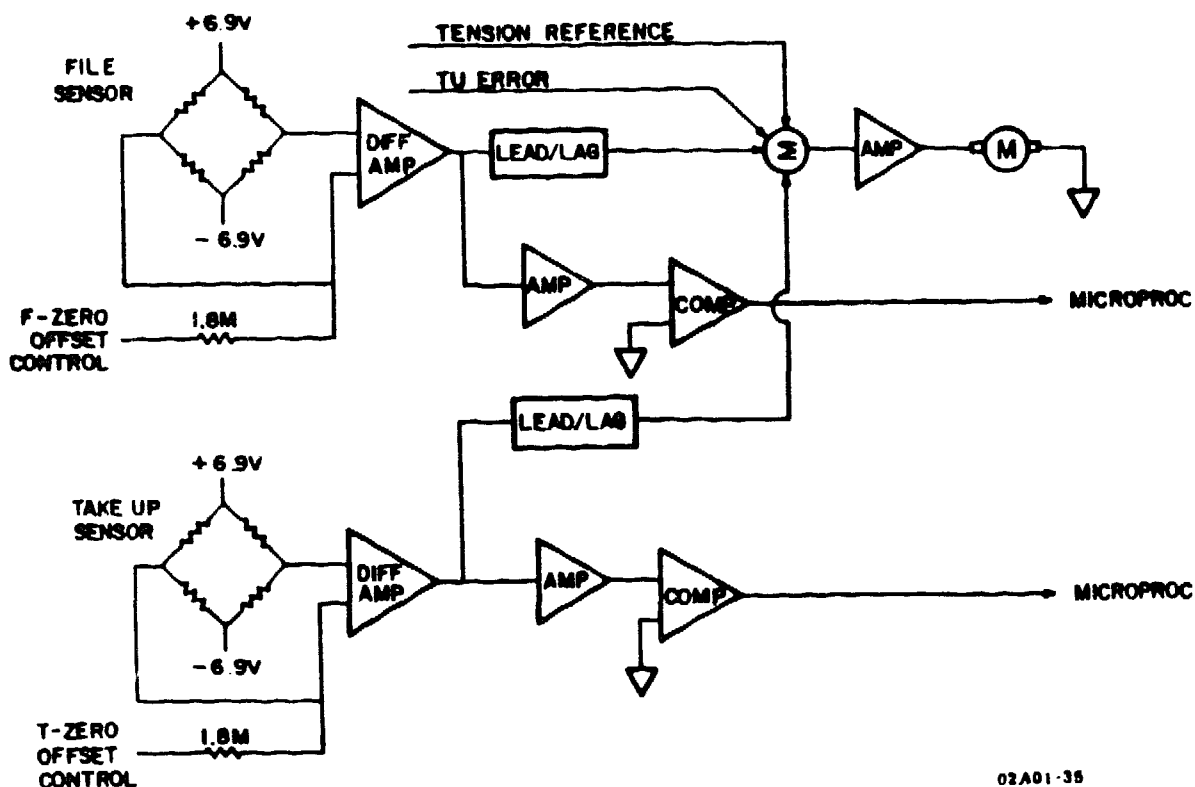 +6.9V
TENSION REFERENCE
FILE
SENSOR
TU ERROR
DIFF
AMP
LEAD/LAG
Σ
AMP
M
- 6.9V
AMP
COMP
MICROPROC
F-ZERO
OFFSET
CONTROL
1.8M
LEAD/LAG
+6.9V
TAKE UP
SENSOR
DIFF
AMP
AMP
COMP
MICROPROC
-6.9V
T-ZERO
OFFSET
CONTROL
1.8M
02A01-35